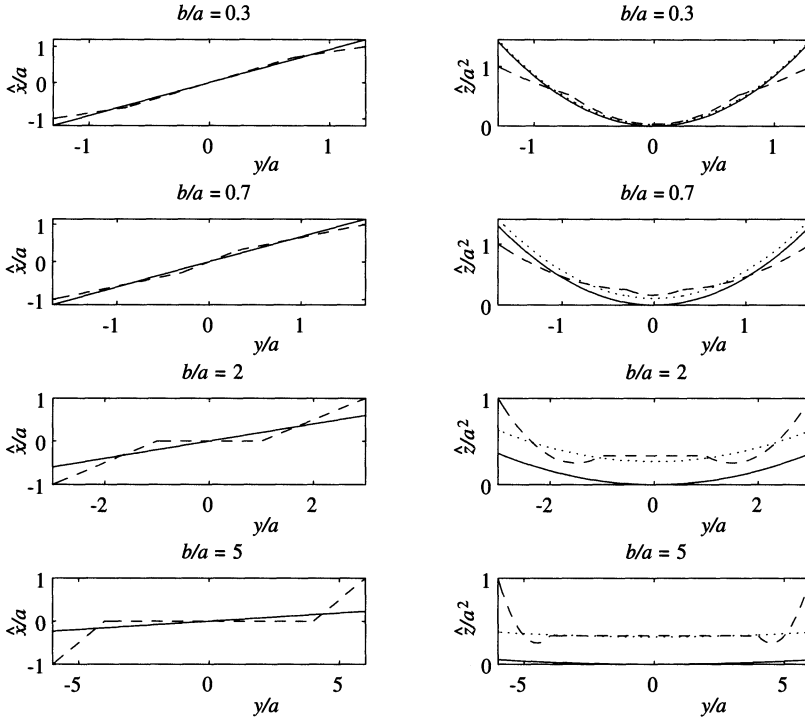 b/a = 0.3
x̂/a
1
0
-1
-1
0
1
y/a
b/a = 0.3
ẑ/a²
1
0
-1
0
1
y/a
b/a = 0.7
x̂/a
1
0
-1
-1
0
1
y/a
b/a = 0.7
ẑ/a²
1
0
-1
0
1
y/a
b/a = 2
x̂/a
1
0
-1
-2
0
2
y/a
b/a = 2
ẑ/a²
1
0
-2
0
2
y/a
b/a = 5
x̂/a
1
0
-1
-5
0
5
y/a
b/a = 5
ẑ/a²
1
0
-5
0
5
y/a